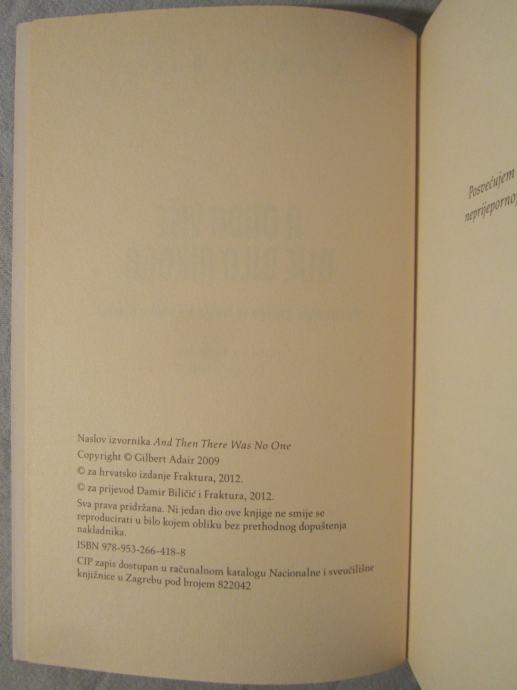 Naslov izvornika And Then There Was No One
Copyright © Gilbert Adair 2009
© za hrvatsko izdanje Fraktura, 2012.
© za prijevod Damir Biličić i Fraktura, 2012.
Sva prava pridržana. Ni jedan dio ove knjige ne smije se
reproducirati u bilo kojem obliku bez prethodnog dopuštenja
nakladnika.
ISBN 978-953-266-418-8
CIP zapis dostupan u računalnom katalogu Nacionalne i sveučilišne
knjižnice u Zagrebu pod brojem 822042
Posvećujem
neprijepornoj